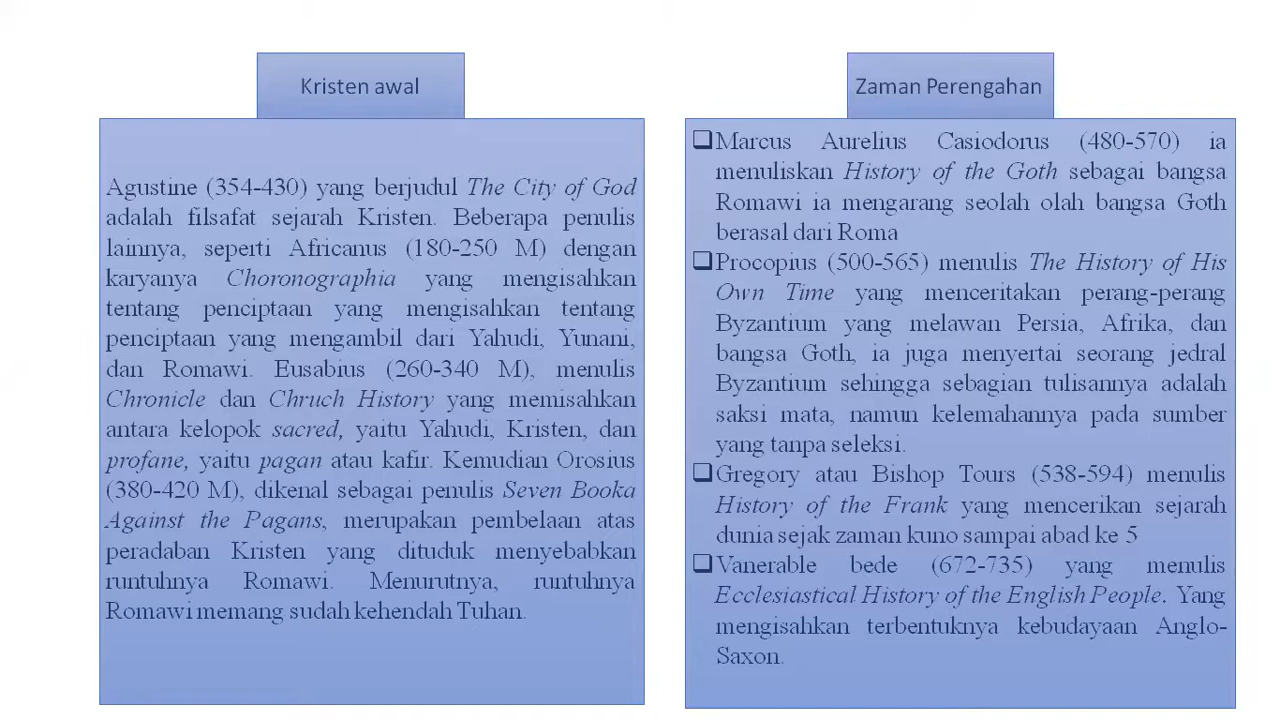 Kristen awal
Agustine (354-430) yang berjudul The City of God
adalah filsafat sejarah Kristen. Beberapa penulis
lainnya, seperti Africanus (180-250 M) dengan
karyanya Choronographia yang mengisahkan
tentang penciptaan yang mengisahkan tentang
penciptaan yang mengambil dari Yahudi, Yunani,
dan Romawi. Eusabius (260-340 M), menulis
Chronicle dan Chruch History yang memisahkan
antara kelopok sacred, yaitu Yahudi, Kristen, dan
profane, yaitu pagan atau kafir. Kemudian Orosius
(380-420 M), dikenal sebagai penulis Seven Booka
Against the Pagans, merupakan pembelaan atas
peradaban Kristen yang dituduk menyebabkan
runtuhnya Romawi. Menurutnya, runtuhnya
Romawi memang sudah kehendah Tuhan.
Zaman Perengahan
❑Marcus Aurelius Casiodorus (480-570) ia
menuliskan History of the Goth sebagai bangsa
Romawi ia mengarang seolah olah bangsa Goth
berasal dari Roma
❑Procopius (500-565) menulis The History of His
Own Time yang menceritakan perang-perang
Byzantium yang melawan Persia, Afrika, dan
bangsa Goth, ia juga menyertai seorang jedral
Byzantium sehingga sebagian tulisannya adalah
saksi mata, namun kelemahannya pada sumber
yang tanpa seleksi.
❑Gregory atau Bishop Tours (538-594) menulis
History of the Frank yang mencerikan sejarah
dunia sejak zaman kuno sampai abad ke 5
❑Vanerable bede (672-735) yang menulis
Ecclesiastical History of the English People. Yang
mengisahkan terbentuknya kebudayaan Anglo-
Saxon.